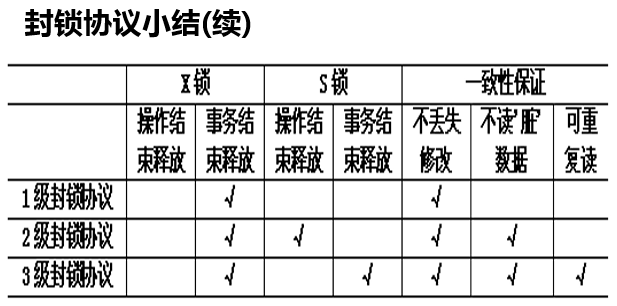 封锁协议小结(续)
X锁 S锁 一致性保证
操作结 事务结 操作结 事务结 不丢失 不读'脏' 可重
束释放 束释放 束释放 束释放 修改 数据 复读
1级封锁协议 √ √
2级封锁协议 √ √ √ √
3级封锁协议 √ √ √ √ √